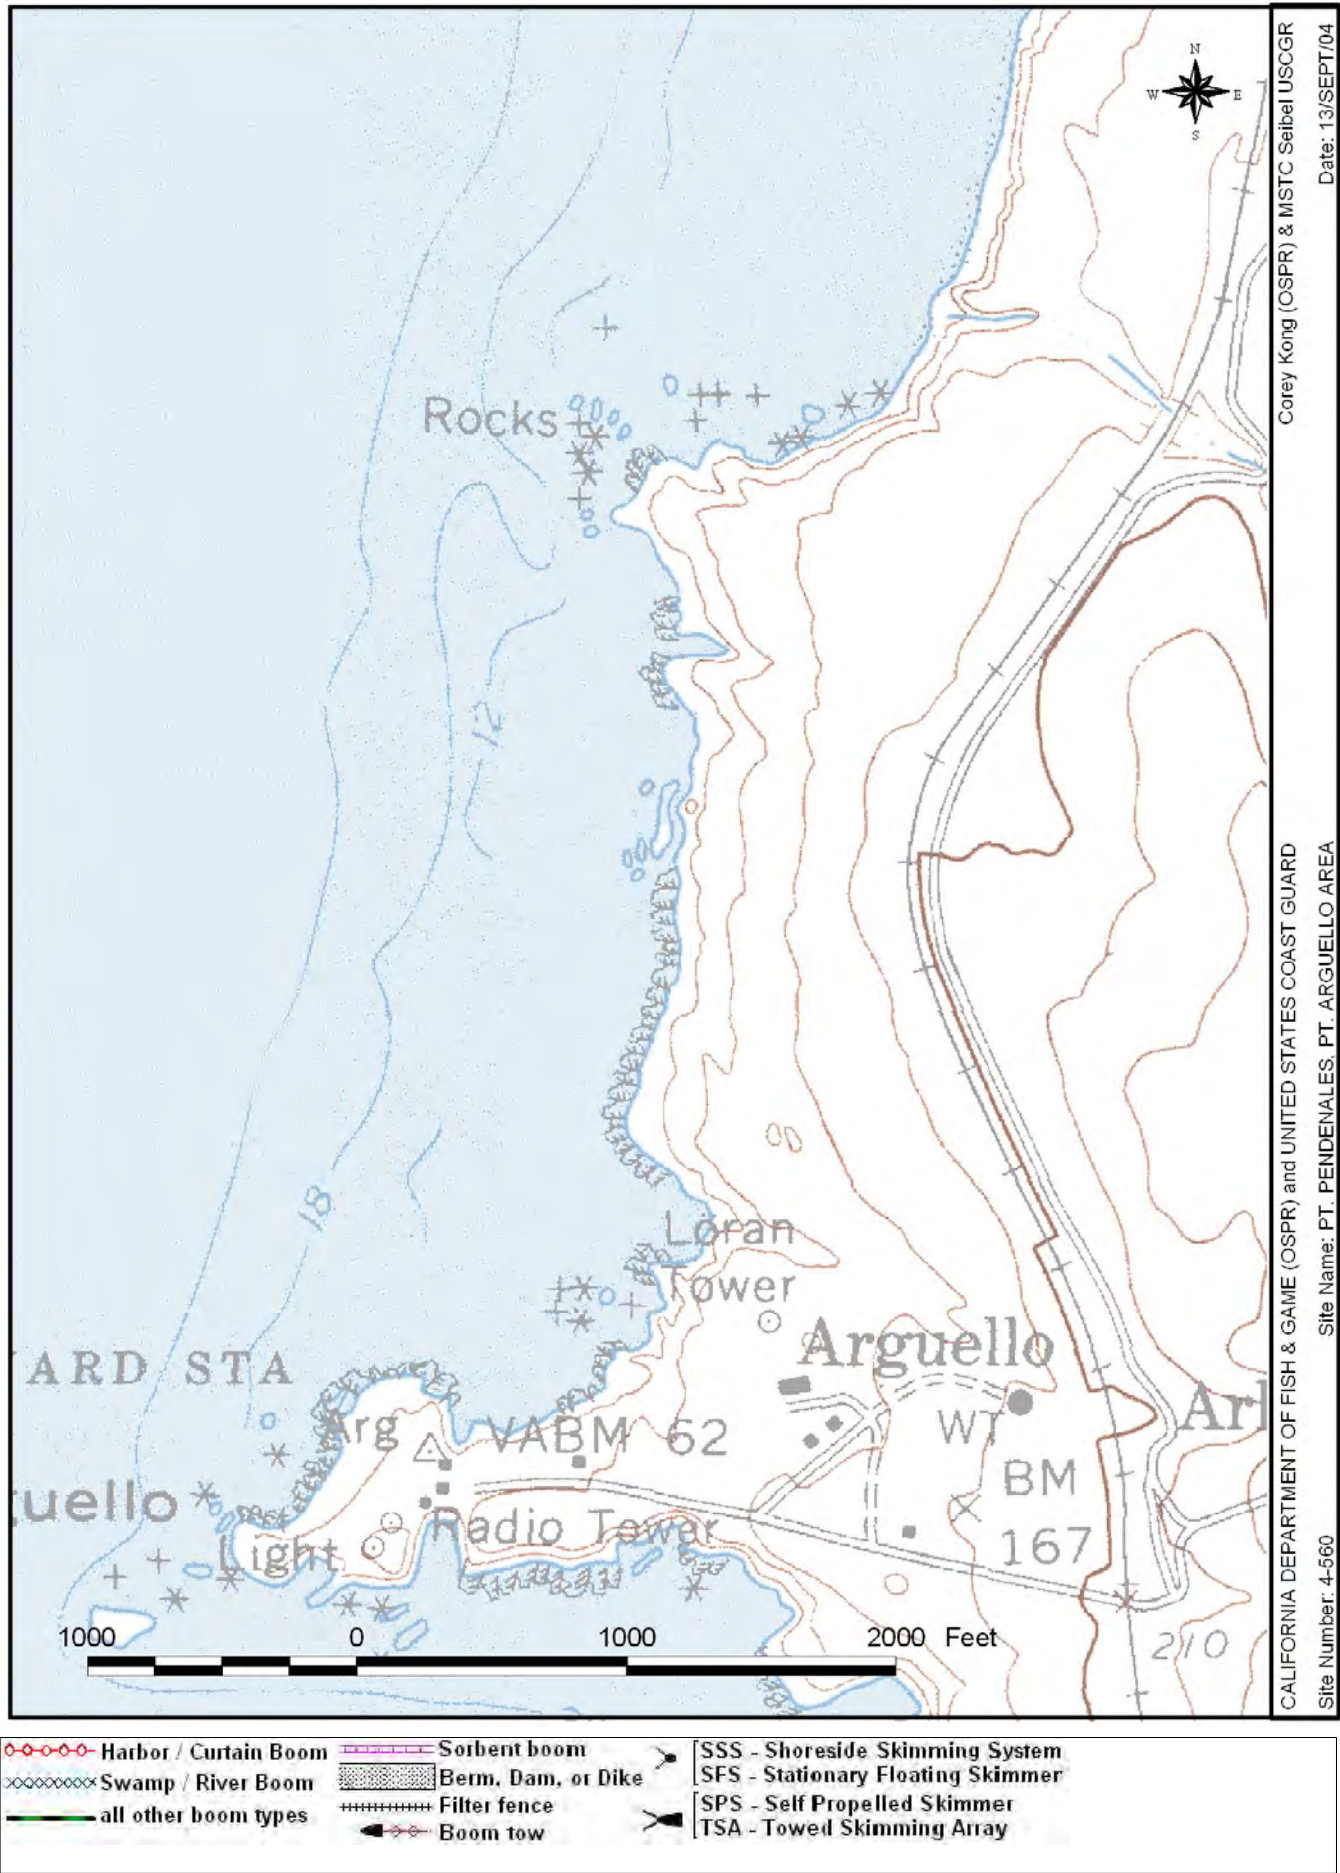 N
W E
S
Rocks
12
18
Loran
Tower
Arguello
ARD STA
Arg
VABM 62
WT
Arl
BM
167
guello
Radio Tower
Light
210
1000 0 1000 2000 Feet
CALIFORNIA DEPARTMENT OF FISH & GAME (OSPR) and UNITED STATES COAST GUARD
Corey Kong (OSPR) & MSTC Seibel USCGR
Site Number: 4-560
Site Name: PT. PENDENALES, PT. ARGUELLO AREA
Date: 13/SEPT/04
Harbor / Curtain Boom
Swamp / River Boom
all other boom types
Sorbent boom
Berm, Dam, or Dike
Filter fence
Boom tow
SSS - Shoreside Skimming System
SFS - Stationary Floating Skimmer
SPS - Self Propelled Skimmer
TSA - Towed Skimming Array